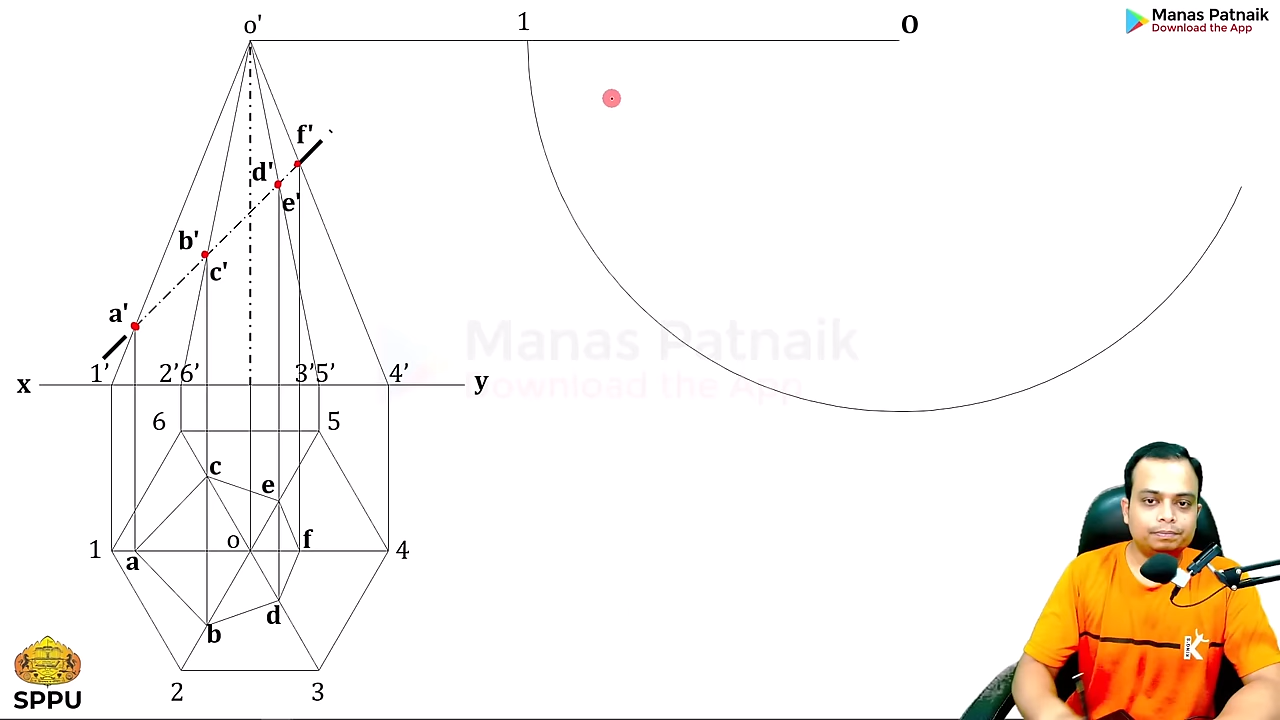 o'
1
O
Manas Patnaik
Download the App
f'
d'
e'
b'
c'
a'
x
1'
2'6'
3'5'
4'
y
Manas Patnaik
Download the App
6
5
c
e
1
a
o
f
4
b
d
2
3
SPPU